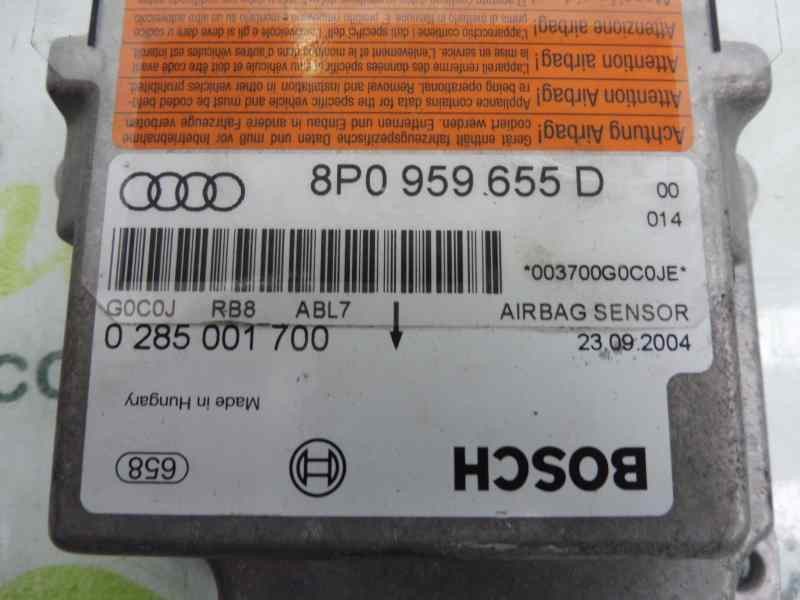 Attenzione airbag!
L'apparecchio contiene dati specifici
Attention airbag!
L'appareil renferme des données spécifiques au véhicule et doit être codé avant
la mise en service. L'enlèvement et le montage dans d'autres véhicules est interdit
Attention Airbag!
Appliance contains data for the specific vehicle and must be coded befo-
re being operational. Removal and installation in other vehicles prohibited
Achtung Airbag!
Gerät enthält fahrzeugspezifische Daten und muß vor Inbetriebnahme
codiert werden. Entfernen und Einbau in andere Fahrzeuge verboten
8P0 959 655 D
00
014
*003700G0C0JE*
G0C0J RB8 ABL7
AIRBAG SENSOR
0 285 001 700
23.09.2004
Made in Hungary
658
BOSCH
CO